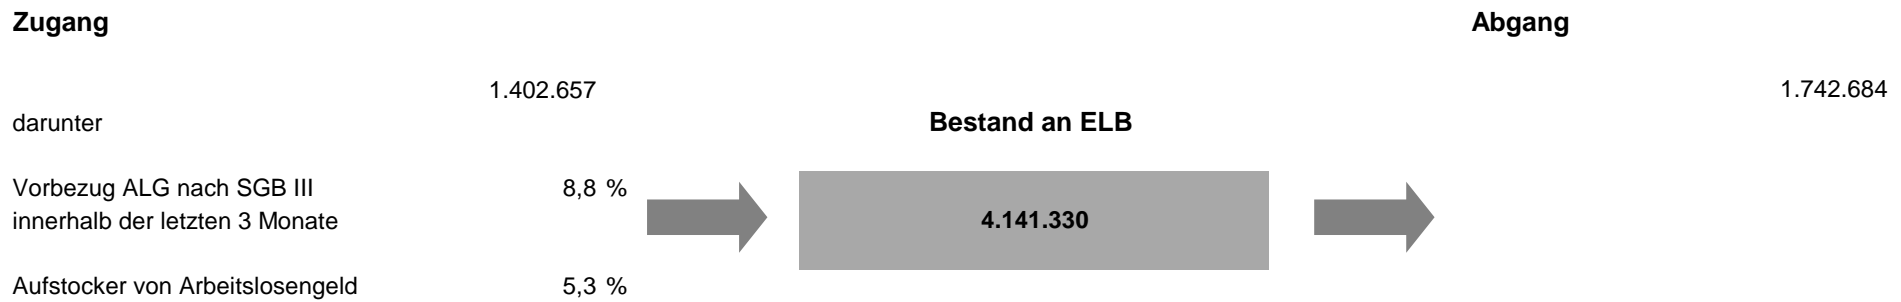 Zugang
Abgang
1.402.657
1.742.684
darunter
Bestand an ELB
Vorbezug ALG nach SGB III
innerhalb der letzten 3 Monate
8,8 %
4.141.330
Aufstocker von Arbeitslosengeld
5,3 %